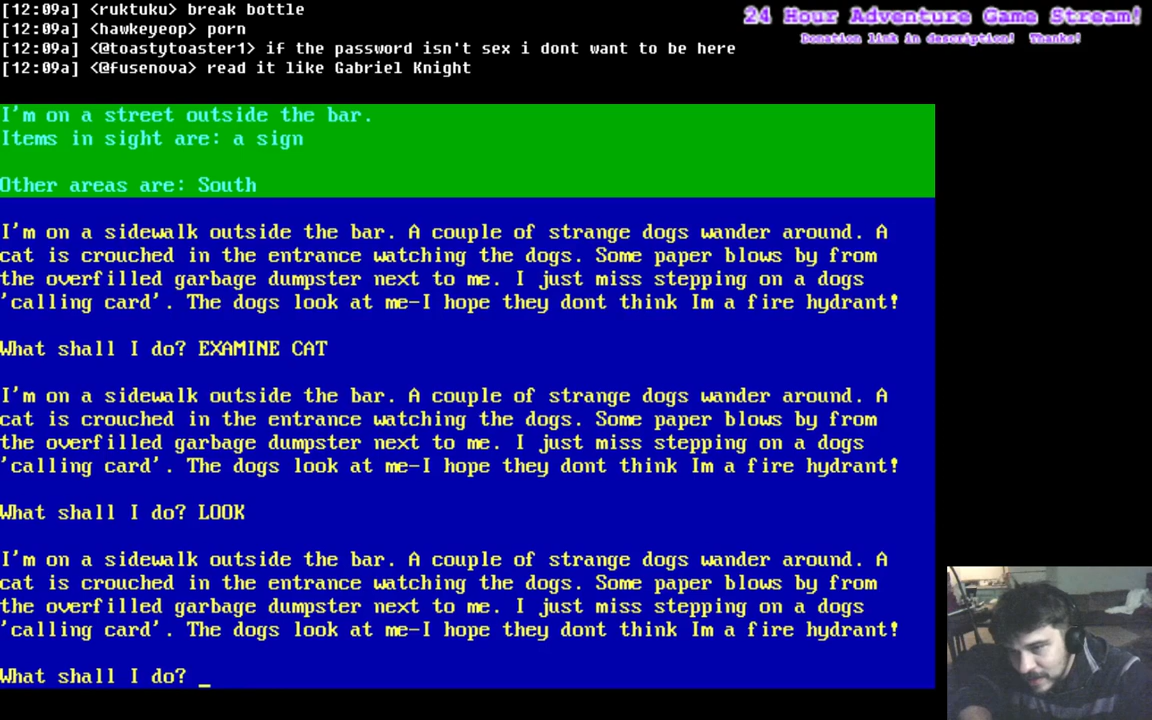 [12:09a] <ruktuku> break bottle
[12:09a] <hawkeyeop> porn
[12:09a] <@toastytoaster1> if the password isn't sex i dont want to be here
[12:09a] <@fusenova> read it like Gabriel Knight
24 Hour Adventure Game Stream!
Donation link in description!  Thanks!
I'm on a street outside the bar.
Items in sight are: a sign
Other areas are: South
I'm on a sidewalk outside the bar. A couple of strange dogs wander around. A
cat is crouched in the entrance watching the dogs. Some paper blows by from
the overfilled garbage dumpster next to me. I just miss stepping on a dogs
'calling card'. The dogs look at me-I hope they dont think Im a fire hydrant!
What shall I do? EXAMINE CAT
I'm on a sidewalk outside the bar. A couple of strange dogs wander around. A
cat is crouched in the entrance watching the dogs. Some paper blows by from
the overfilled garbage dumpster next to me. I just miss stepping on a dogs
'calling card'. The dogs look at me-I hope they dont think Im a fire hydrant!
What shall I do? LOOK
I'm on a sidewalk outside the bar. A couple of strange dogs wander around. A
cat is crouched in the entrance watching the dogs. Some paper blows by from
the overfilled garbage dumpster next to me. I just miss stepping on a dogs
'calling card'. The dogs look at me-I hope they dont think Im a fire hydrant!
What shall I do? _